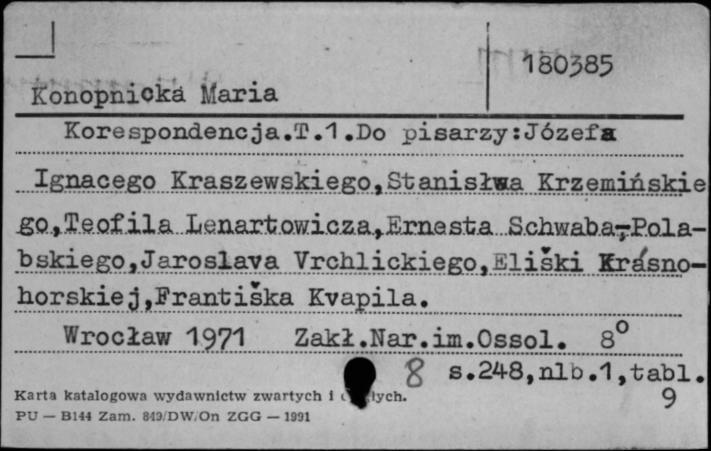 180385
Konopnicka Maria
Korespondencja.T.1.Do pisarzy:Józefa
Ignacego Kraszewskiego,Stanisława Krzemińskie
go,Teofila Lenartowicza,Ernesta Schwaba-Pola-
bskiego,Jaroslava Vrchlickiego,Eliški Krásno-
horskiej,Františka Kvapila.
Wrocław 1971 Zakł.Nar.im.Ossol. 8°
8 s.248,nlb.1,tabl.
9
Karta katalogowa wydawnictw zwartych i
PU — B144 Zam. 849/DW/On ZGG — 1991